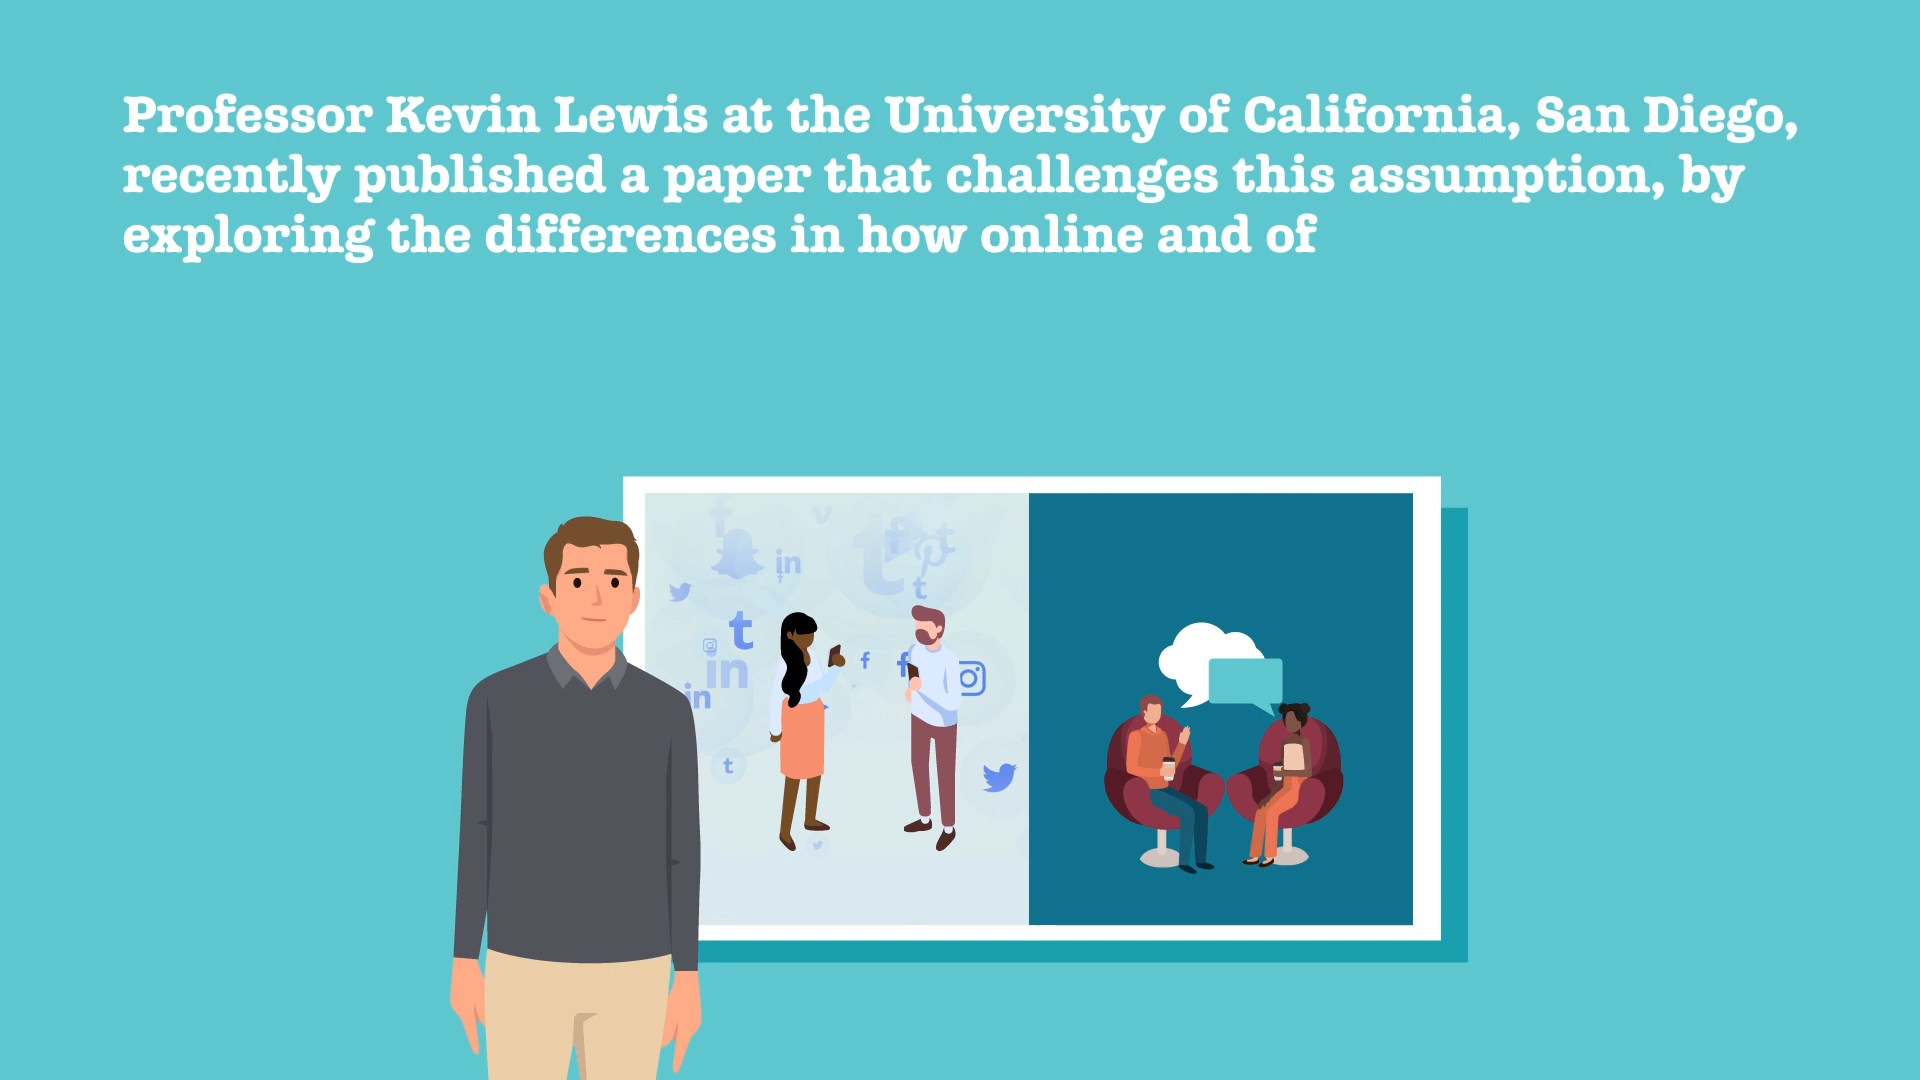 Professor Kevin Lewis at the University of California, San Diego,
recently published a paper that challenges this assumption, by
exploring the differences in how online and of